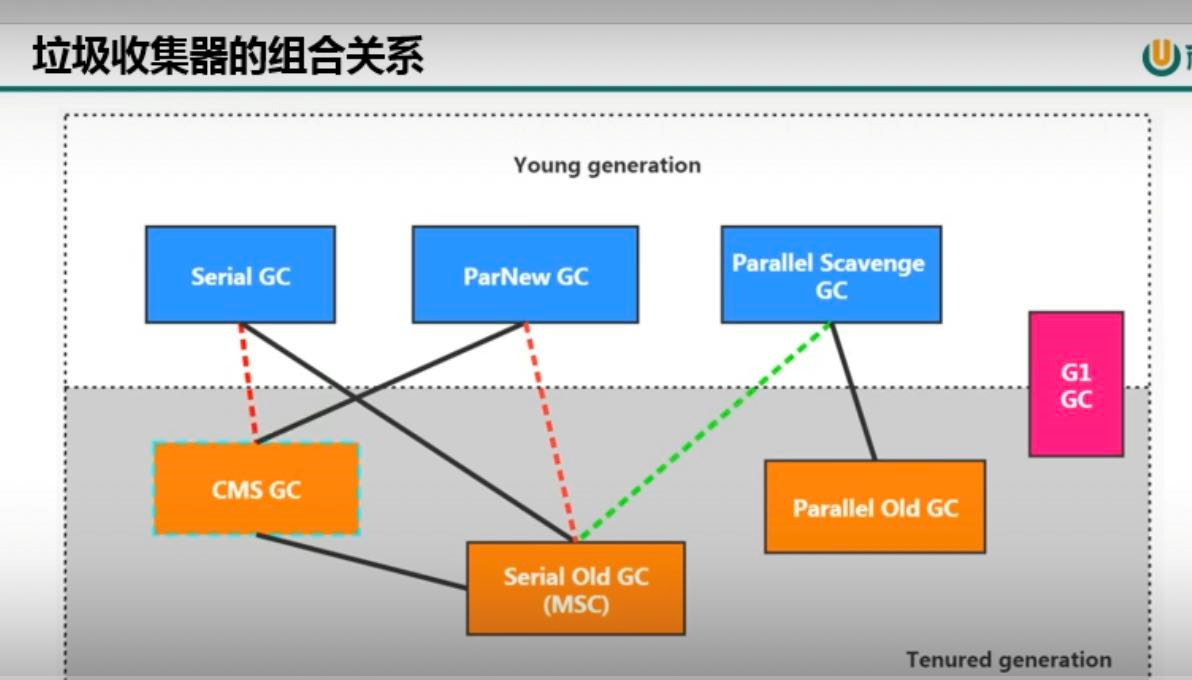 垃圾收集器的组合关系
Young generation
Serial GC
ParNew GC
Parallel Scavenge
GC
G1
GC
CMS GC
Parallel Old GC
Serial Old GC
(MSC)
Tenured generation